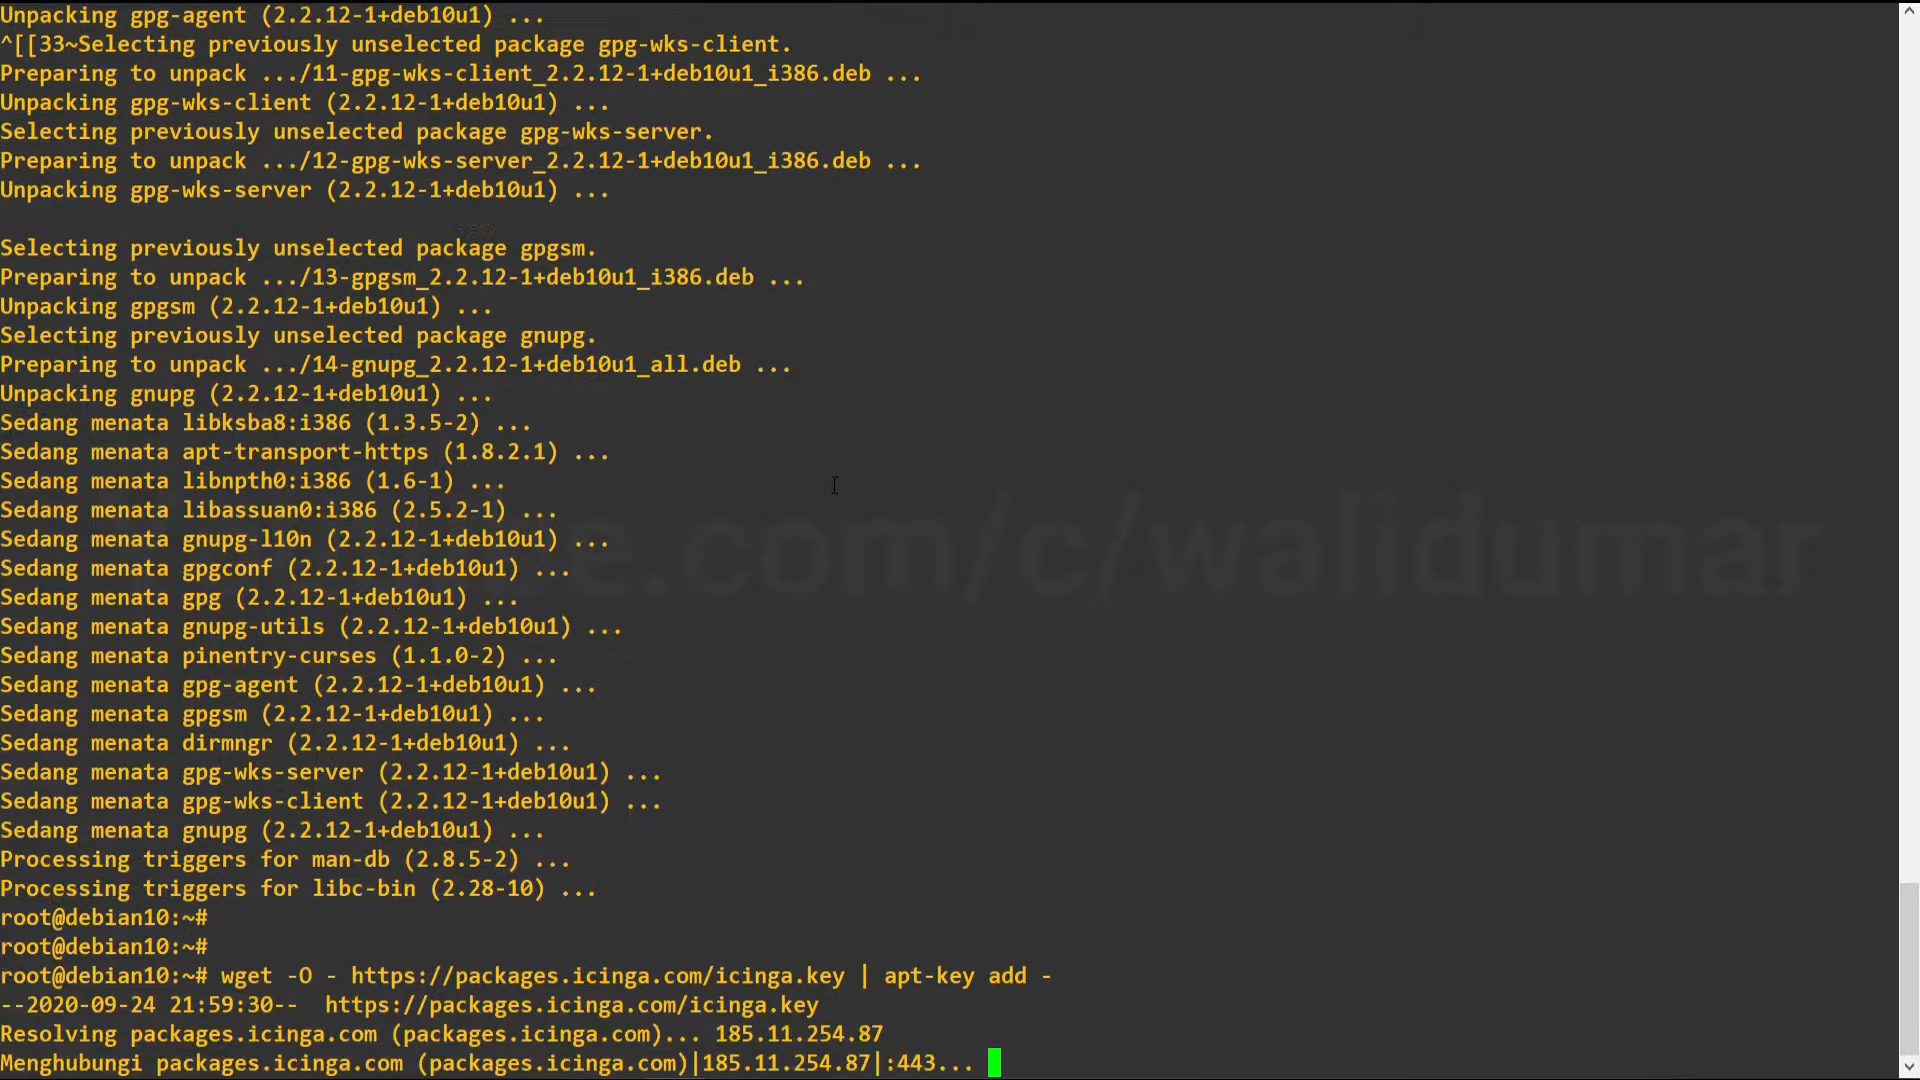 Unpacking gpg-agent (2.2.12-1+deb10u1) ...
^[[33~Selecting previously unselected package gpg-wks-client.
Preparing to unpack .../11-gpg-wks-client_2.2.12-1+deb10u1_i386.deb ...
Unpacking gpg-wks-client (2.2.12-1+deb10u1) ...
Selecting previously unselected package gpg-wks-server.
Preparing to unpack .../12-gpg-wks-server_2.2.12-1+deb10u1_i386.deb ...
Unpacking gpg-wks-server (2.2.12-1+deb10u1) ...
Selecting previously unselected package gpgsm.
Preparing to unpack .../13-gpgsm_2.2.12-1+deb10u1_i386.deb ...
Unpacking gpgsm (2.2.12-1+deb10u1) ...
Selecting previously unselected package gnupg.
Preparing to unpack .../14-gnupg_2.2.12-1+deb10u1_all.deb ...
Unpacking gnupg (2.2.12-1+deb10u1) ...
Sedang menata libksba8:i386 (1.3.5-2) ...
Sedang menata apt-transport-https (1.8.2.1) ...
Sedang menata libnpth0:i386 (1.6-1) ...
Sedang menata libassuan0:i386 (2.5.2-1) ...
Sedang menata gnupg-l10n (2.2.12-1+deb10u1) ...
e.com/c/walidumar
Sedang menata gpgconf (2.2.12-1+deb10u1) ...
Sedang menata gpg (2.2.12-1+deb10u1) ...
Sedang menata gnupg-utils (2.2.12-1+deb10u1) ...
Sedang menata pinentry-curses (1.1.0-2) ...
Sedang menata gpg-agent (2.2.12-1+deb10u1) ...
Sedang menata gpgsm (2.2.12-1+deb10u1) ...
Sedang menata dirmngr (2.2.12-1+deb10u1) ...
Sedang menata gpg-wks-server (2.2.12-1+deb10u1) ...
Sedang menata gpg-wks-client (2.2.12-1+deb10u1) ...
Sedang menata gnupg (2.2.12-1+deb10u1) ...
Processing triggers for man-db (2.8.5-2) ...
Processing triggers for libc-bin (2.28-10) ...
root@debian10:~#
root@debian10:~#
root@debian10:~# wget -O - https://packages.icinga.com/icinga.key | apt-key add -
--2020-09-24 21:59:30--  https://packages.icinga.com/icinga.key
Resolving packages.icinga.com (packages.icinga.com)... 185.11.254.87
Menghubungi packages.icinga.com (packages.icinga.com)|185.11.254.87|:443...